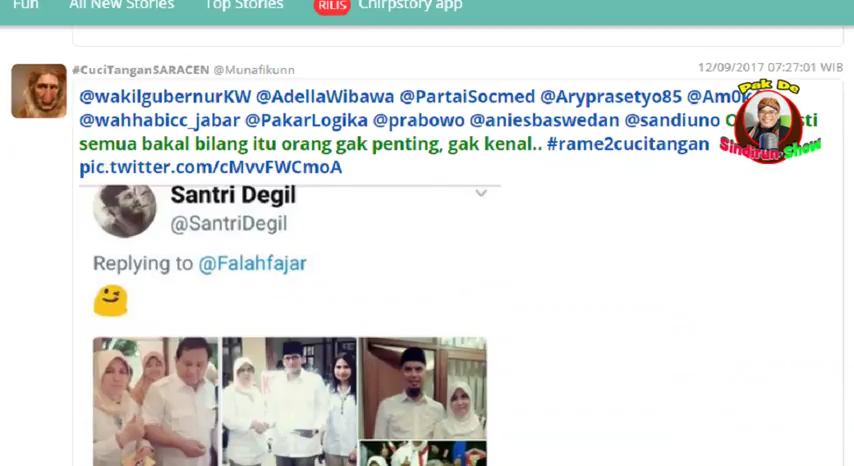 Fun All New Stories Top Stories RILIS Chirpstory app
#CuciTanganSARACEN @Munafikunn 12/09/2017 07:27:01 WIB
@wakilgubernurKW @AdellaWibawa @PartaiSocmed @Aryprasetyo85
@wahhabicc_jabar @PakarLogika @prabowo @aniesbaswedan @sandiuno
semua bakal bilang itu orang gak penting, gak kenal.. #rame2cucitangan
pic.twitter.com/cMvvFWCmoA
Pak De
Sindirun Show
Santri Degil
@SantriDegil
Replying to @Falahfajar